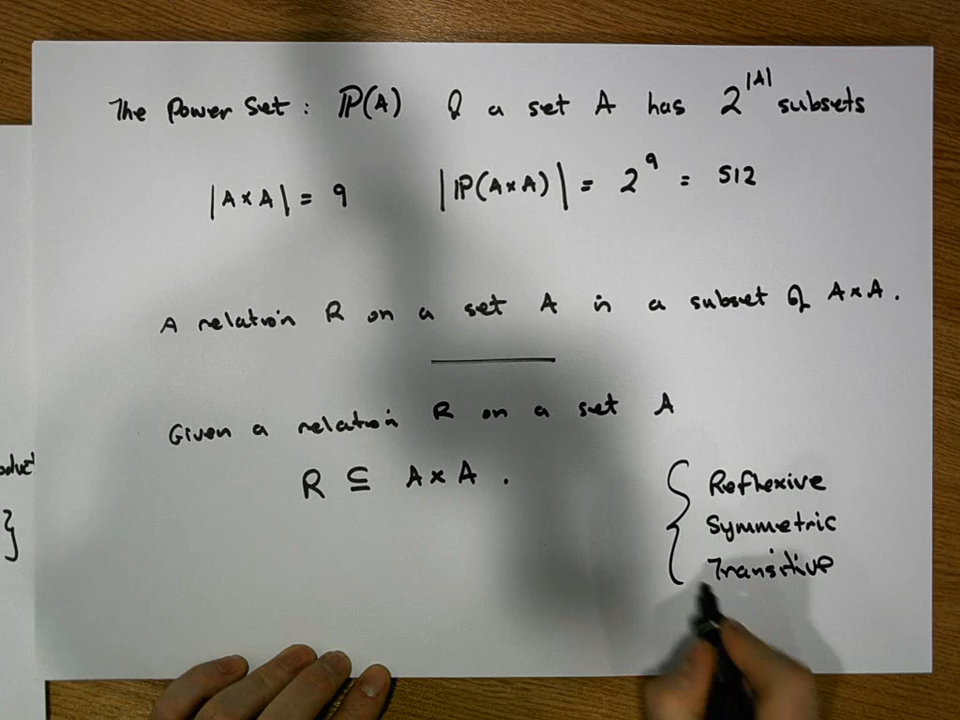 The Power Set : ℙ(A) of a set A has 2^|A| subsets
|A×A| = 9 |ℙ(A×A)| = 2^9 = 512
A relation R on a set A is a subset of A×A.
Given a relation R on a set A
R ⊆ A×A .
{ Reflexive
Symmetric
Transitive
}